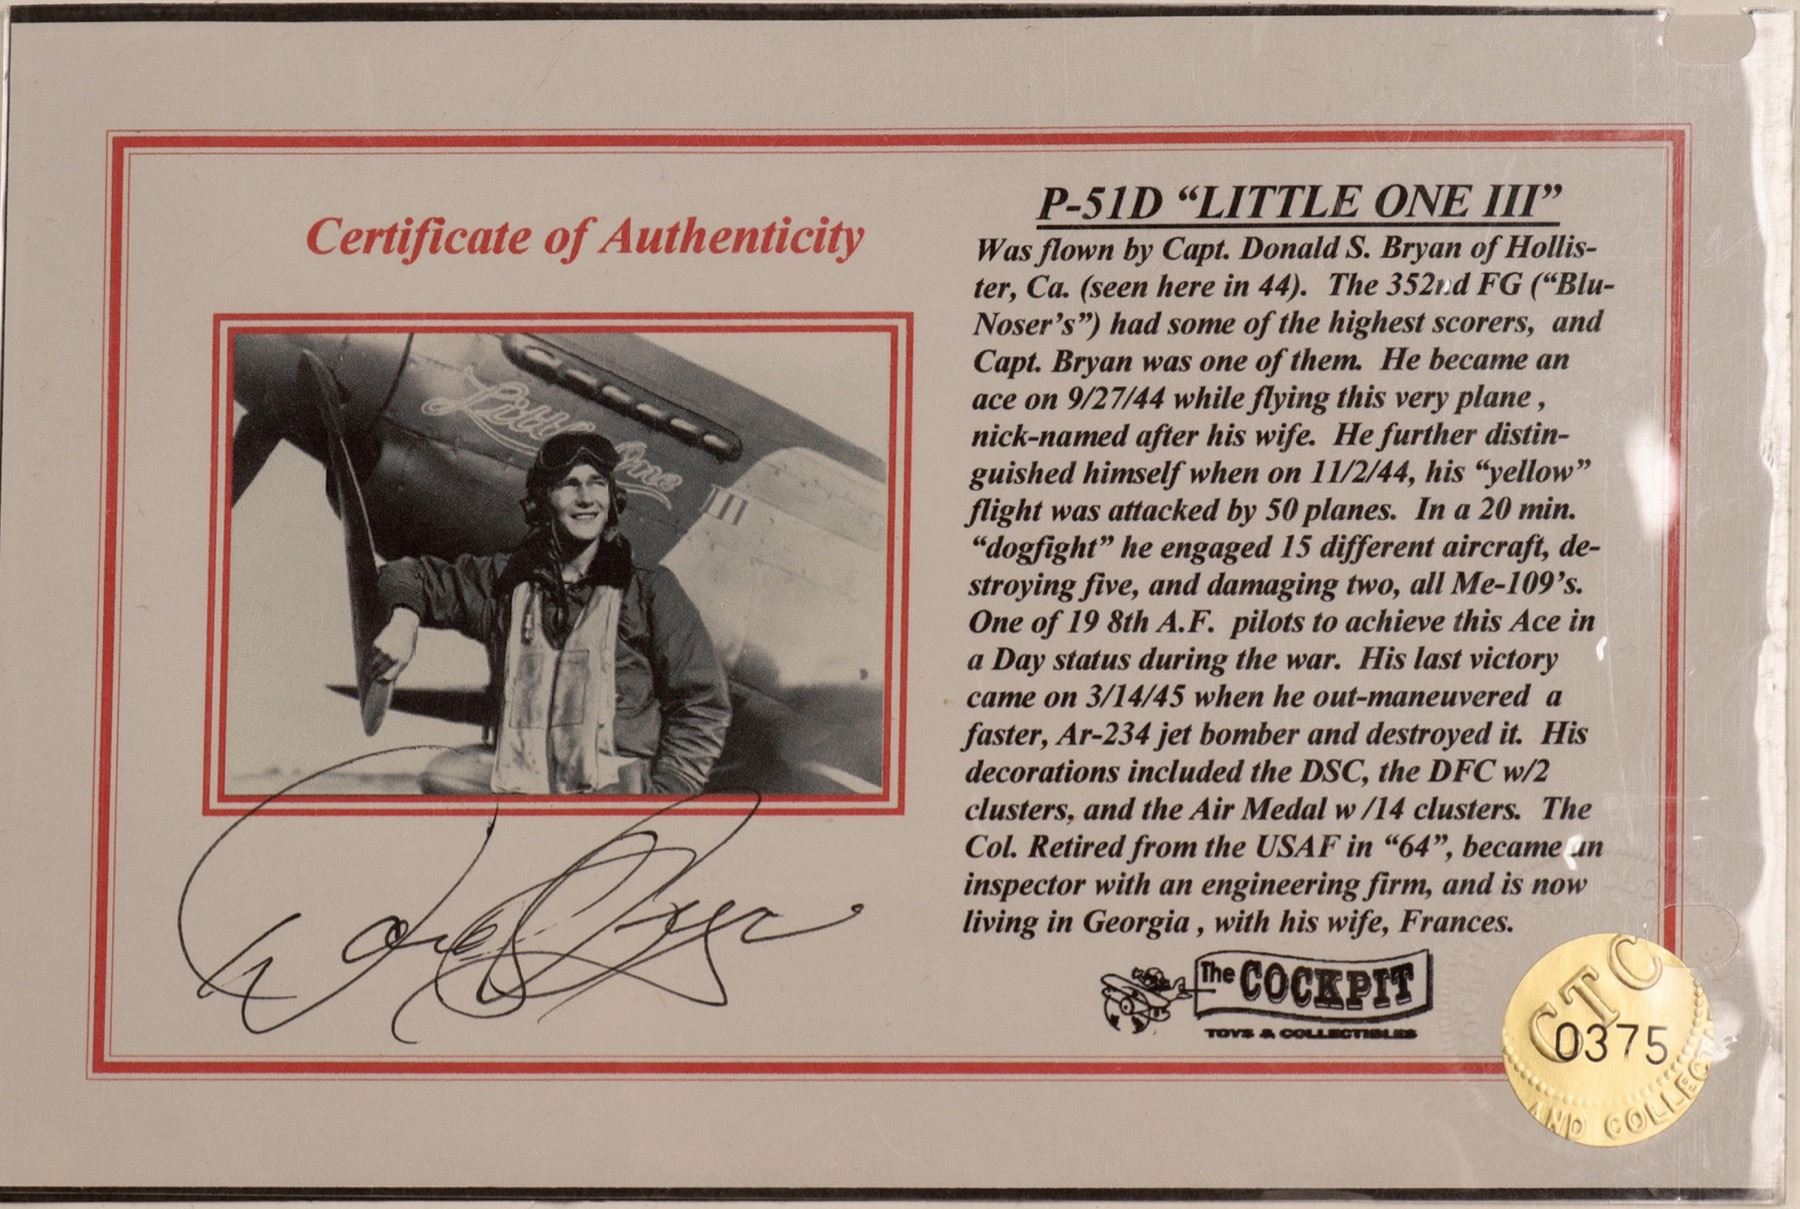 Certificate of Authenticity
Little One
III
P-51D “LITTLE ONE III”
Was flown by Capt. Donald S. Bryan of Hollis-
ter, Ca. (seen here in 44).  The 352nd FG (“Blu-
Noser’s”) had some of the highest scorers,  and
Capt. Bryan was one of them.  He became an
ace on 9/27/44 while flying this very plane ,
nick-named after his wife.  He further distin-
guished himself when on 11/2/44, his “yellow”
flight was attacked by 50 planes.  In a 20 min.
“dogfight” he engaged 15 different aircraft, de-
stroying five, and damaging two, all Me-109’s.
One of 19 8th A.F.  pilots to achieve this Ace in
a Day status during the war.  His last victory
came on 3/14/45 when he out-maneuvered  a
faster, Ar-234 jet bomber and destroyed it.  His
decorations included the DSC, the DFC w/2
clusters, and the Air Medal w /14 clusters.  The
Col. Retired from the USAF in “64”, became an
inspector with an engineering firm, and is now
living in Georgia , with his wife, Frances.
The COCKPIT
TOYS & COLLECTIBLES
CTC
0375
AND COLLECTA